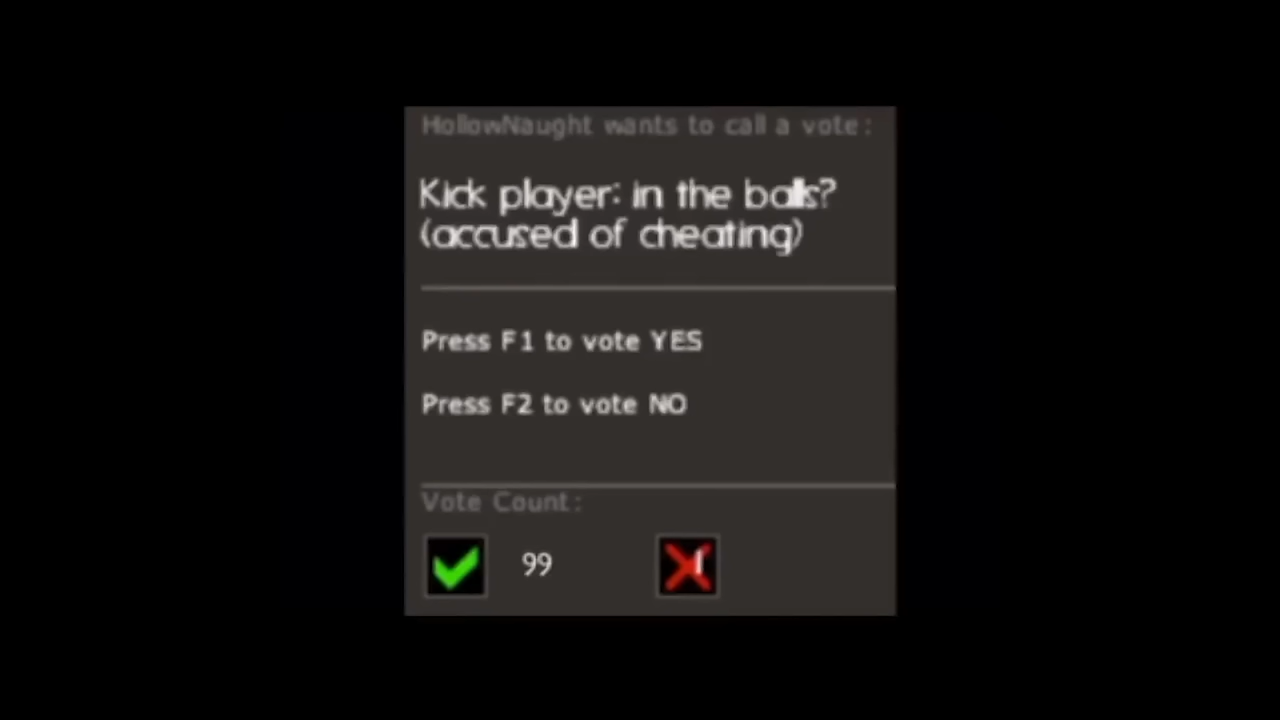 HollowNaught wants to call a vote:
Kick player: in the balls?
(accused of cheating)
Press F1 to vote YES
Press F2 to vote NO
Vote Count:
99 1